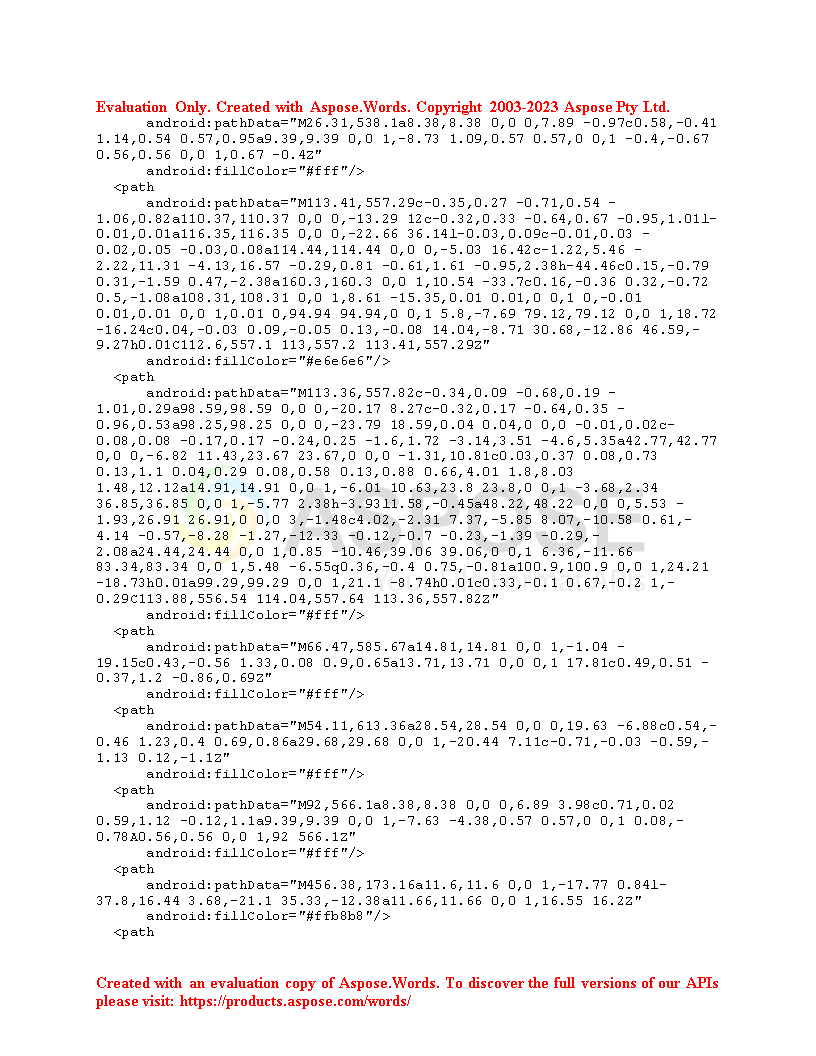 Evaluation Only. Created with Aspose.Words. Copyright 2003-2023 Aspose Pty Ltd.
android:pathData="M26.31,538.1a8.38,8.38 0,0 0,7.89 -0.97c0.58,-0.41
1.14,0.54 0.57,0.95a9.39,9.39 0,0 1,-8.73 1.09,0.57 0.57,0 0,1 -0.4,-0.67
0.56,0.56 0,0 1,0.67 -0.4Z"
android:fillColor="#fff"/>
<path
android:pathData="M113.41,557.29c-0.35,0.27 -0.71,0.54 -
1.06,0.82a110.37,110.37 0,0 0,-13.29 12c-0.32,0.33 -0.64,0.67 -0.95,1.01l-
0.01,0.01a116.35,116.35 0,0 0,-22.66 36.14l-0.03,0.09c-0.01,0.03 -
0.02,0.05 -0.03,0.08a114.44,114.44 0,0 0,-5.03 16.42c-1.22,5.46 -
2.22,11.31 -4.13,16.57 -0.29,0.81 -0.61,1.61 -0.95,2.38h-44.46c0.15,-0.79
0.31,-1.59 0.47,-2.38a160.3,160.3 0,0 1,10.54 -33.7c0.16,-0.36 0.32,-0.72
0.5,-1.08a108.31,108.31 0,0 1,8.61 -15.35,0.01 0.01,0 0,1 0,-0.01
0.01,0.01 0,0 1,0.01 0,94.94 94.94,0 0,1 5.8,-7.69 79.12,79.12 0,0 1,18.72
-16.24c0.04,-0.03 0.09,-0.05 0.13,-0.08 14.04,-8.71 30.68,-12.86 46.59,-
9.27h0.01C112.6,557.1 113,557.2 113.41,557.29Z"
android:fillColor="#e6e6e6"/>
<path
android:pathData="M113.36,557.82c-0.34,0.09 -0.68,0.19 -
1.01,0.29a98.59,98.59 0,0 0,-20.17 8.27c-0.32,0.17 -0.64,0.35 -
0.96,0.53a98.25,98.25 0,0 0,-23.79 18.59,0.04 0.04,0 0,0 -0.01,0.02c-
0.08,0.08 -0.17,0.17 -0.24,0.25 -1.6,1.72 -3.14,3.51 -4.6,5.35a42.77,42.77
0,0 0,-6.82 11.43,23.67 23.67,0 0,0 -1.31,10.81c0.03,0.37 0.08,0.73
0.13,1.1 0.04,0.29 0.08,0.58 0.13,0.88 0.66,4.01 1.8,8.03
1.48,12.12a14.91,14.91 0,0 1,-6.01 10.63,23.8 23.8,0 0,1 -3.68,2.34
36.85,36.85 0,0 1,-5.77 2.38h-3.93l1.58,-0.45a48.22,48.22 0,0 0,5.53 -
1.93,26.91 26.91,0 0,0 3,-1.48c4.02,-2.31 7.37,-5.85 8.07,-10.58 0.61,-
4.14 -0.57,-8.28 -1.27,-12.33 -0.12,-0.7 -0.23,-1.39 -0.29,-
2.08a24.44,24.44 0,0 1,0.85 -10.46,39.06 39.06,0 0,1 6.36,-11.66
83.34,83.34 0,0 1,5.48 -6.55q0.36,-0.4 0.75,-0.81a100.9,100.9 0,0 1,24.21
-18.73h0.01a99.29,99.29 0,0 1,21.1 -8.74h0.01c0.33,-0.1 0.67,-0.2 1,-
0.29C113.88,556.54 114.04,557.64 113.36,557.82Z"
android:fillColor="#fff"/>
<path
android:pathData="M66.47,585.67a14.81,14.81 0,0 1,-1.04 -
19.15c0.43,-0.56 1.33,0.08 0.9,0.65a13.71,13.71 0,0 0,1 17.81c0.49,0.51 -
0.37,1.2 -0.86,0.69Z"
android:fillColor="#fff"/>
<path
android:pathData="M54.11,613.36a28.54,28.54 0,0 0,19.63 -6.88c0.54,-
0.46 1.23,0.4 0.69,0.86a29.68,29.68 0,0 1,-20.44 7.11c-0.71,-0.03 -0.59,-
1.13 0.12,-1.1Z"
android:fillColor="#fff"/>
<path
android:pathData="M92,566.1a8.38,8.38 0,0 0,6.89 3.98c0.71,0.02
0.59,1.12 -0.12,1.1a9.39,9.39 0,0 1,-7.63 -4.38,0.57 0.57,0 0,1 0.08,-
0.78A0.56,0.56 0,0 1,92 566.1Z"
android:fillColor="#fff"/>
<path
android:pathData="M456.38,173.16a11.6,11.6 0,0 1,-17.77 0.84l-
37.8,16.44 3.68,-21.1 35.33,-12.38a11.66,11.66 0,0 1,16.55 16.2Z"
android:fillColor="#ffb8b8"/>
<path
Created with an evaluation copy of Aspose.Words. To discover the full versions of our APIs
please visit: https://products.aspose.com/words/